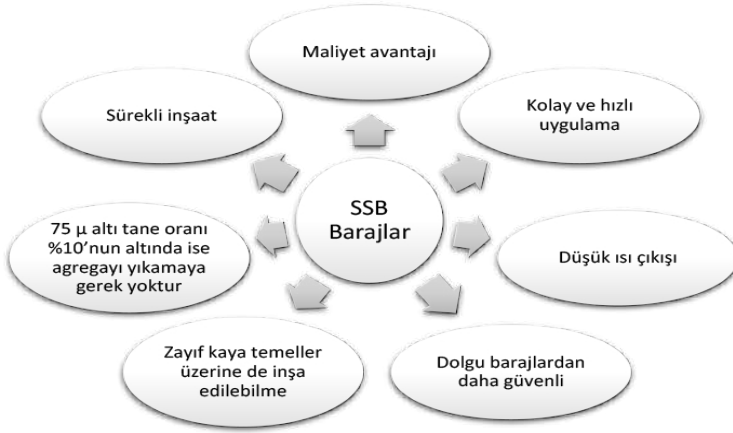 Maliyet avantajı
Sürekli inşaat
Kolay ve hızlı
uygulama
75 µ altı tane oranı
%10'nun altında ise
agregayı yıkamaya
gerek yoktur
SSB
Barajlar
Düşük ısı çıkışı
Zayıf kaya temeller
üzerine de inşa
edilebilme
Dolgu barajlardan
daha güvenli